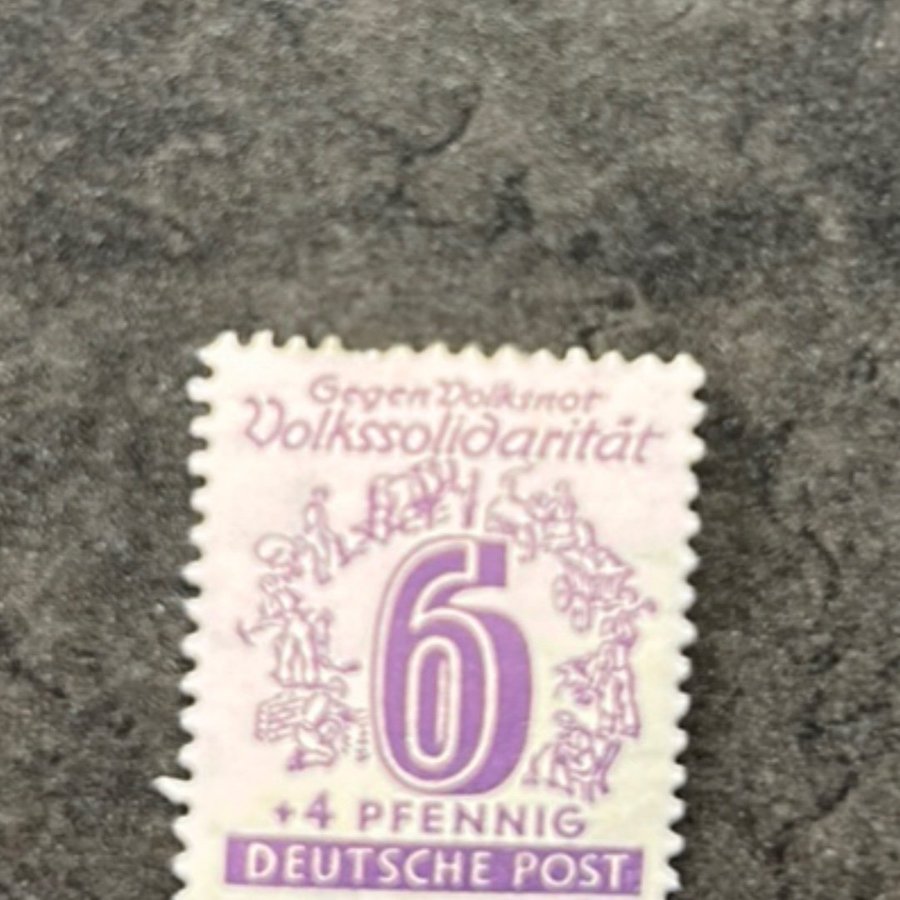 Gegen Volksnot
Volkssolidarität
6
+4 PFENNIG
DEUTSCHE POST